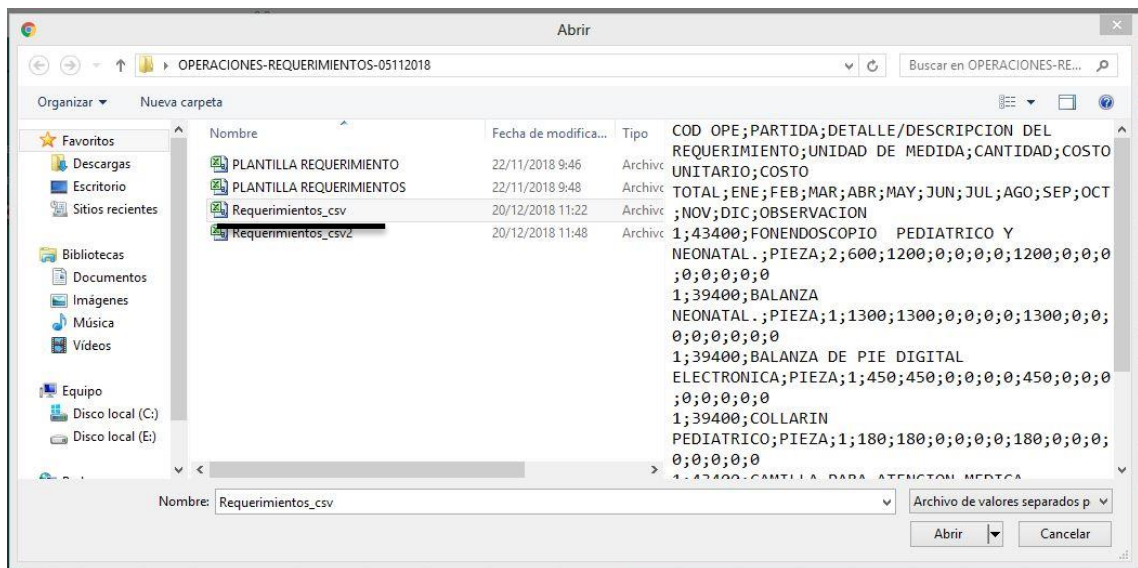 Abrir
OPERACIONES-REQUERIMIENTOS-05112018
Buscar en OPERACIONES-RE...
Organizar
Nueva carpeta
Favoritos
Descargas
Escritorio
Sitios recientes
Bibliotecas
Documentos
Imágenes
Música
Vídeos
Equipo
Disco local (C:)
Disco local (E:)
Nombre Fecha de modifica... Tipo
PLANTILLA REQUERIMIENTO 22/11/2018 9:46 Archivo
PLANTILLA REQUERIMIENTOS 22/11/2018 9:48 Archivo
Requerimientos_csv 20/12/2018 11:22 Archivo
Requerimientos_csv2 20/12/2018 11:48 Archivo
COD OPE;PARTIDA;DETALLE/DESCRIPCION DEL
REQUERIMIENTO;UNIDAD DE MEDIDA;CANTIDAD;COSTO
UNITARIO;COSTO
TOTAL;ENE;FEB;MAR;ABR;MAY;JUN;JUL;AGO;SEP;OCT
;NOV;DIC;OBSERVACION
1;43400;FONENDOSCOPIO PEDIATRICO Y
NEONATAL.;PIEZA;2;600;1200;0;0;0;0;1200;0;0;0
;0;0;0;0;0
1;39400;BALANZA
NEONATAL.;PIEZA;1;1300;1300;0;0;0;0;1300;0;0;
0;0;0;0;0;0
1;39400;BALANZA DE PIE DIGITAL
ELECTRONICA;PIEZA;1;450;450;0;0;0;0;450;0;0;0
;0;0;0;0;0
1;39400;COLLARIN
PEDIATRICO;PIEZA;1;180;180;0;0;0;0;180;0;0;0;
0;0;0;0;0
1;43400;CAMILLA PARA ATENCION MEDICA
Nombre: Requerimientos_csv
Archivo de valores separados p
Abrir
Cancelar